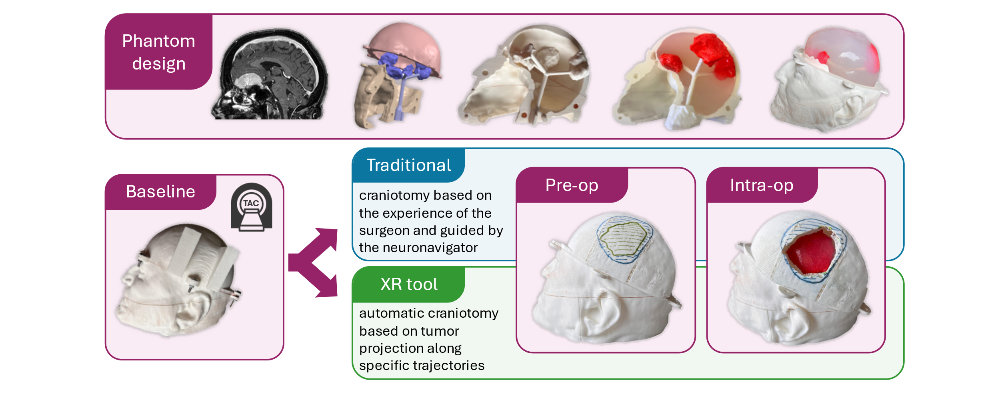 Phantom
design
Baseline
TAC
Traditional
craniotomy based on
the experience of the
surgeon and guided by
the neuronavigator
XR tool
automatic craniotomy
based on tumor
projection along
specific trajectories
Pre-op
Intra-op